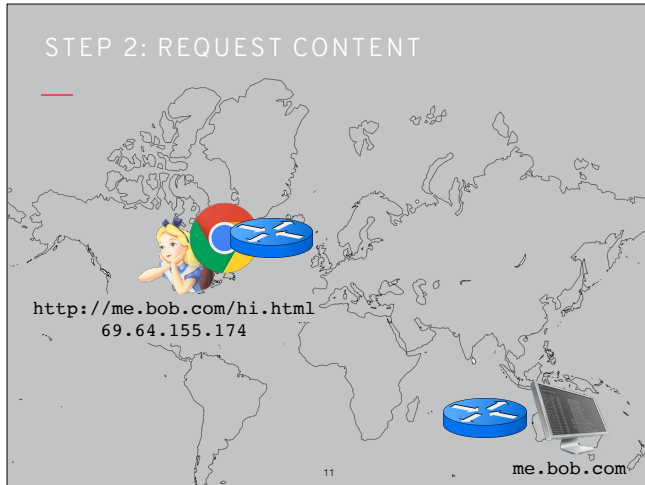 STEP 2: REQUEST CONTENT
http://me.bob.com/hi.html
69.64.155.174
me.bob.com
11